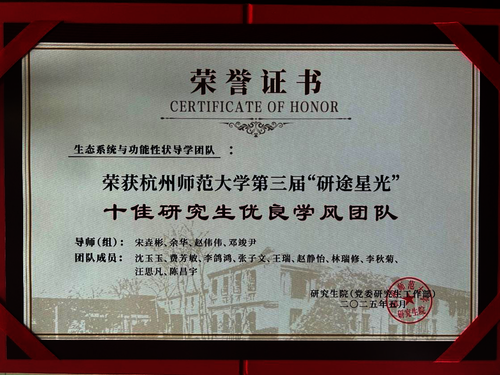 荣誉证书
CERTIFICATE OF HONOR
生态系统与功能性状导学团队：
荣获杭州师范大学第三届“研途星光”
十佳研究生优良学风团队
导师（组）：宋垚彬、余华、赵伟伟、邓竣尹
团队成员：沈玉玉、费芳敏、李鸽鸿、张子文、王瑞、赵静怡、林瑞修、李秋菊、
汪思凡、陈昌宇
研究生院（党委研究生工作部）
二〇二五年五月
研究生院